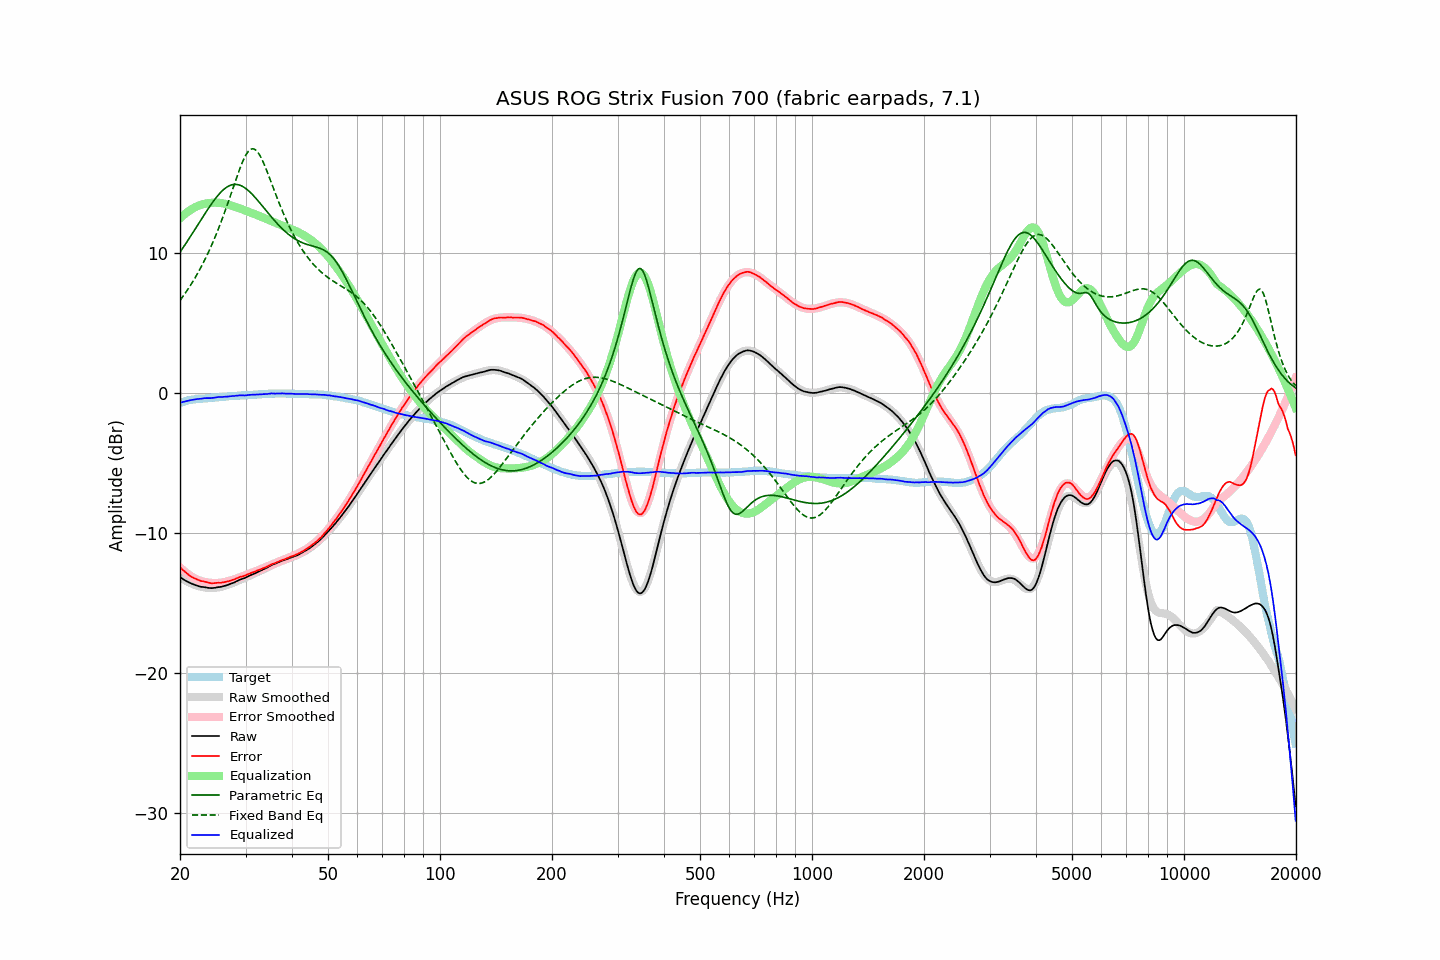 ASUS ROG Strix Fusion 700 (fabric earpads, 7.1)
Amplitude (dBr)
10
0
−10
−20
−30
Target
Raw Smoothed
Error Smoothed
Raw
Error
Equalization
Parametric Eq
Fixed Band Eq
Equalized
20 50 100 200 500 1000 2000 5000 10000 20000
Frequency (Hz)